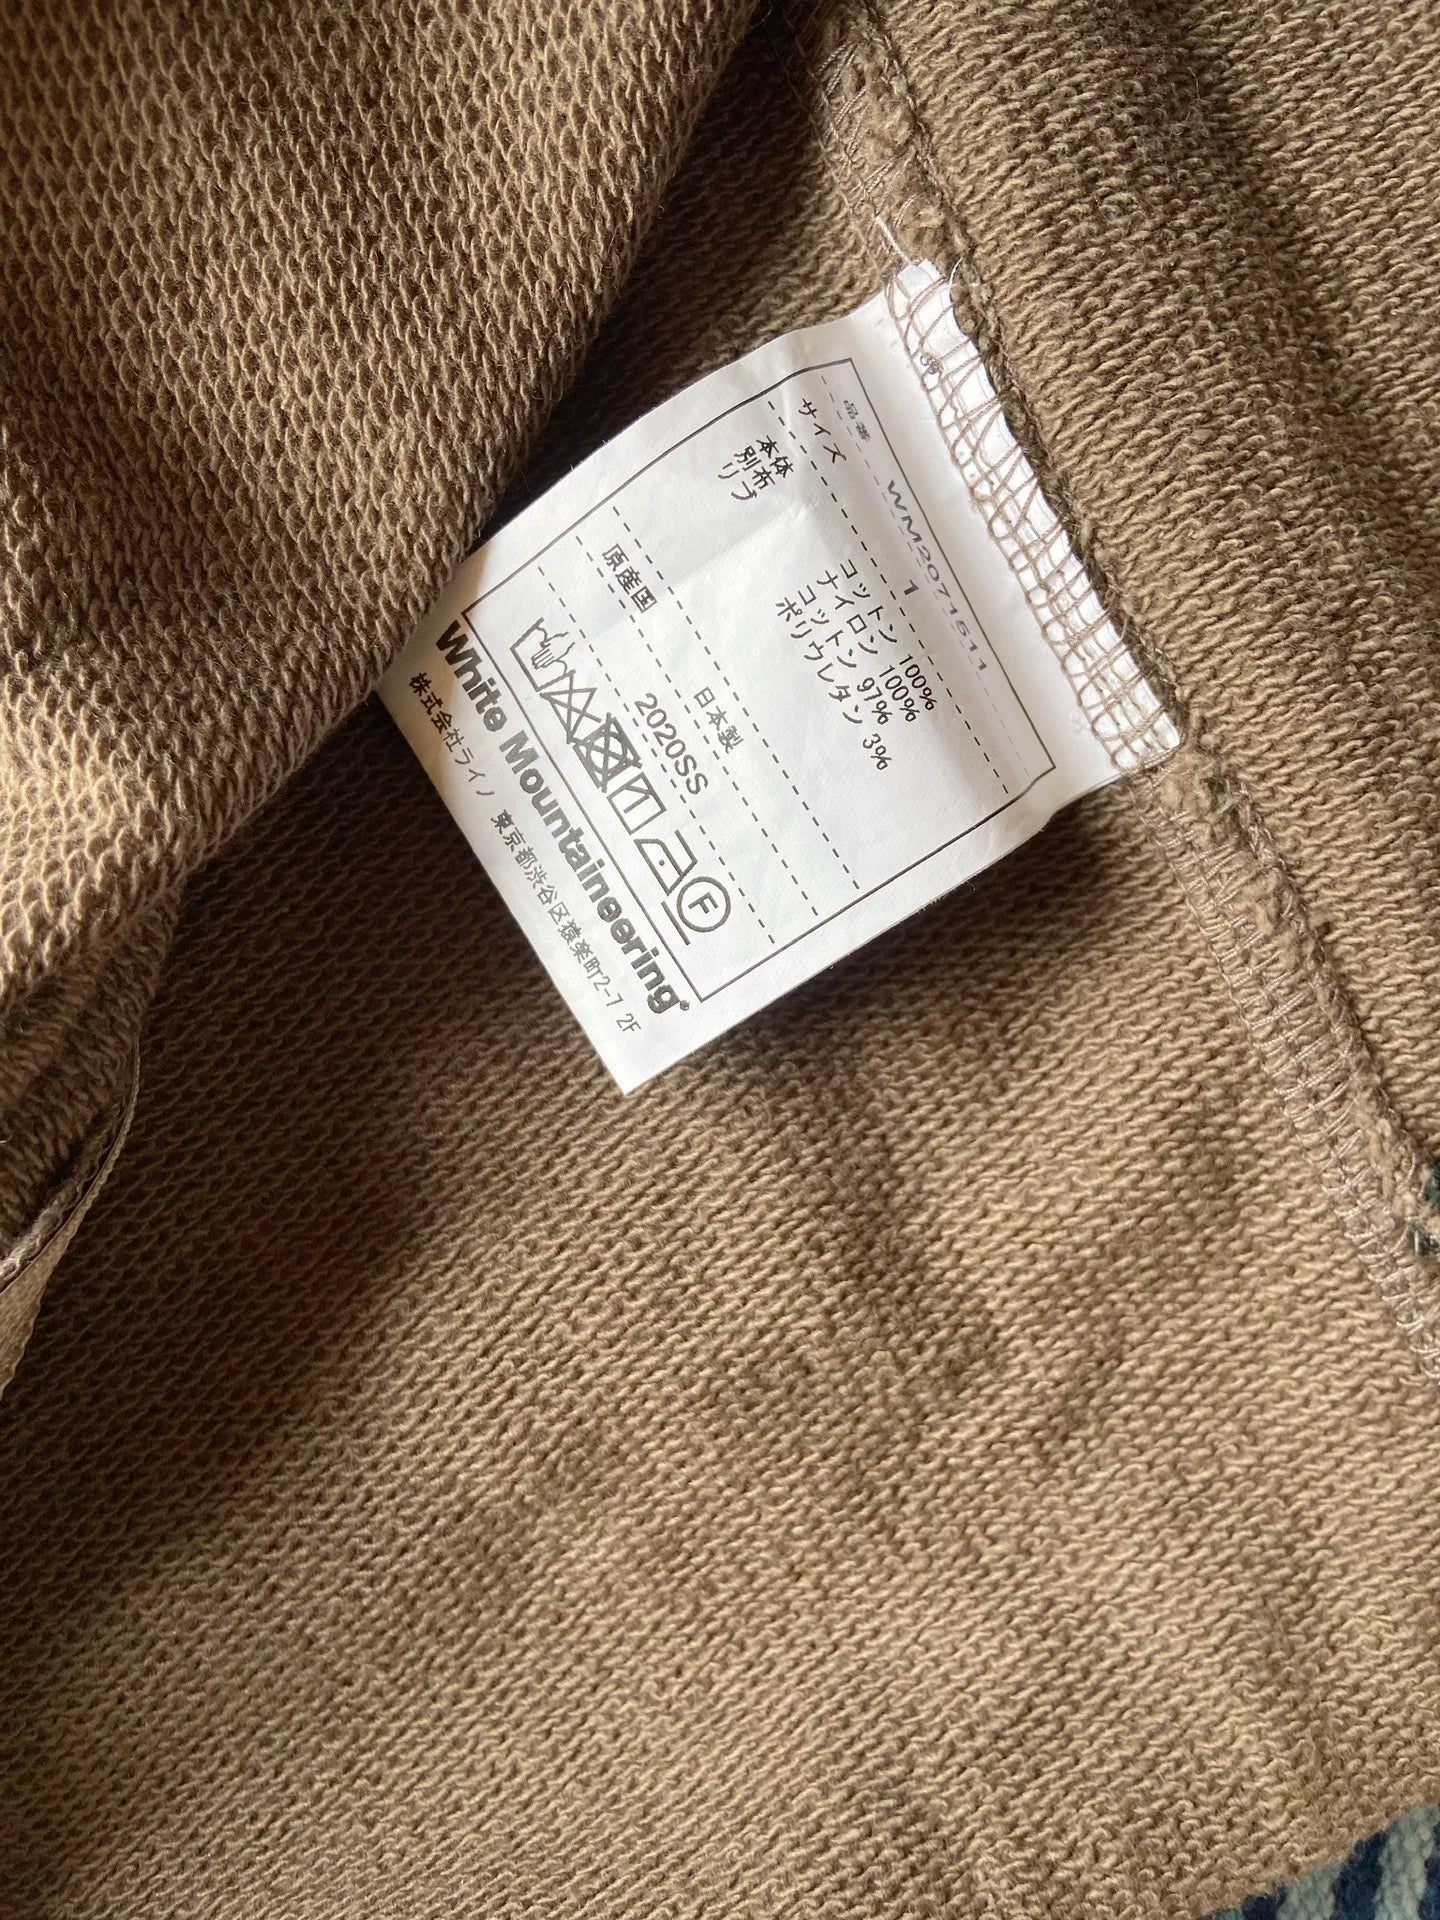 品番 WM2071511
サイズ 1
本体 コットン 100%
別布 ナイロン 100%
リブ コットン 97%
ポリウレタン 3%
原産国 日本製
2020SS
F
White Mountaineering®
株式会社ライノ 東京都渋谷区猿楽町2-7 2F